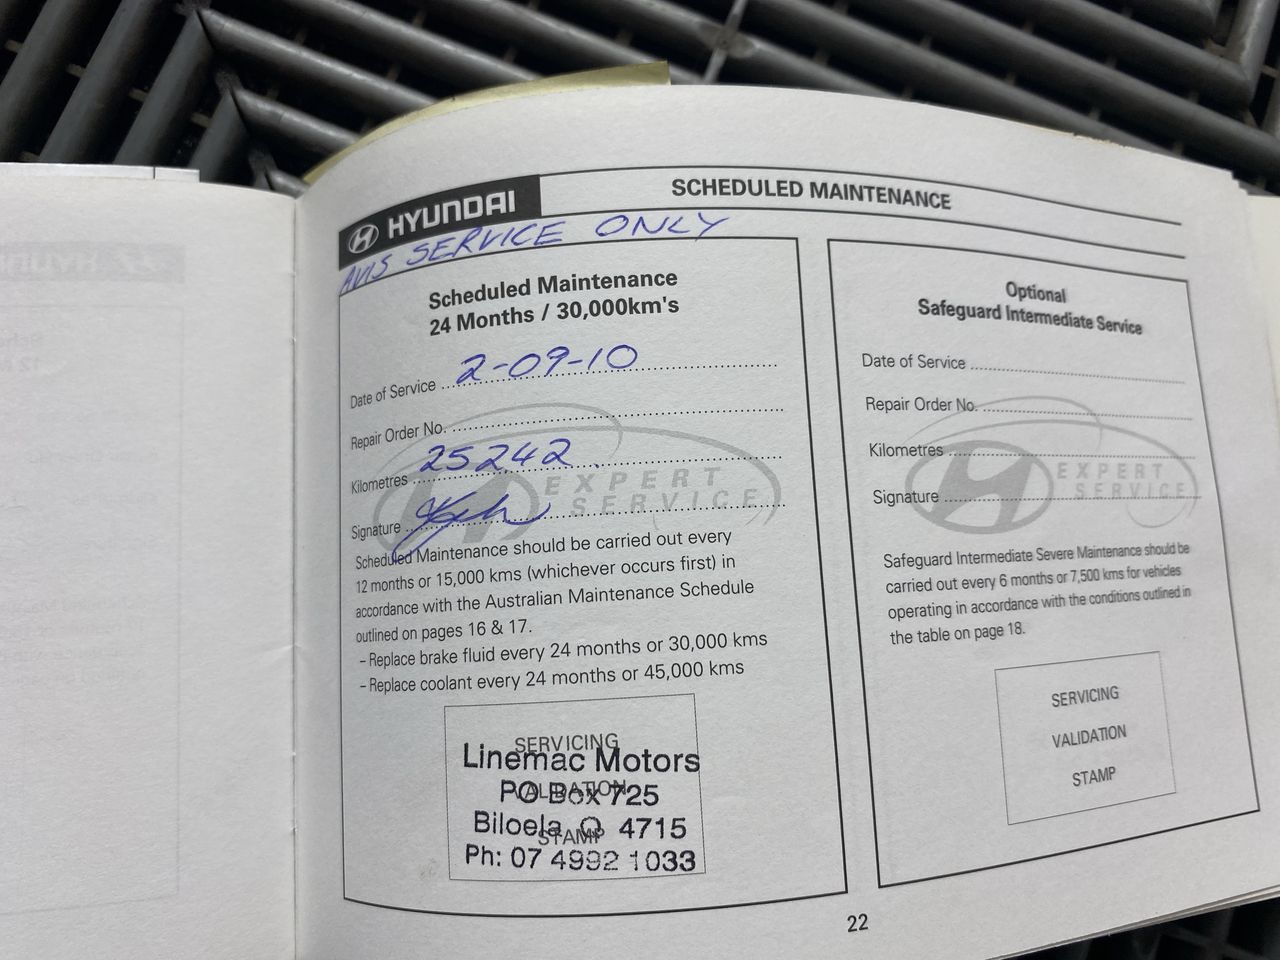 HYUNDAI
SCHEDULED MAINTENANCE
AVIS SERVICE ONLY
Scheduled Maintenance
24 Months / 30,000km's
Date of Service 2-09-10
Repair Order No.
Kilometres 25242
EXPERT
SERVICE
Signature
Scheduled Maintenance should be carried out every
12 months or 15,000 kms (whichever occurs first) in
accordance with the Australian Maintenance Schedule
outlined on pages 16 & 17.
– Replace brake fluid every 24 months or 30,000 kms
– Replace coolant every 24 months or 45,000 kms
SERVICING
VALIDATION
STAMP
Linemac Motors
PO Box 725
Biloela Q 4715
Ph: 07 4992 1033
Optional
Safeguard Intermediate Service
Date of Service
Repair Order No.
Kilometres
EXPERT
SERVICE
Signature
Safeguard Intermediate Severe Maintenance should be
carried out every 6 months or 7,500 kms for vehicles
operating in accordance with the conditions outlined in
the table on page 18.
SERVICING
VALIDATION
STAMP
22